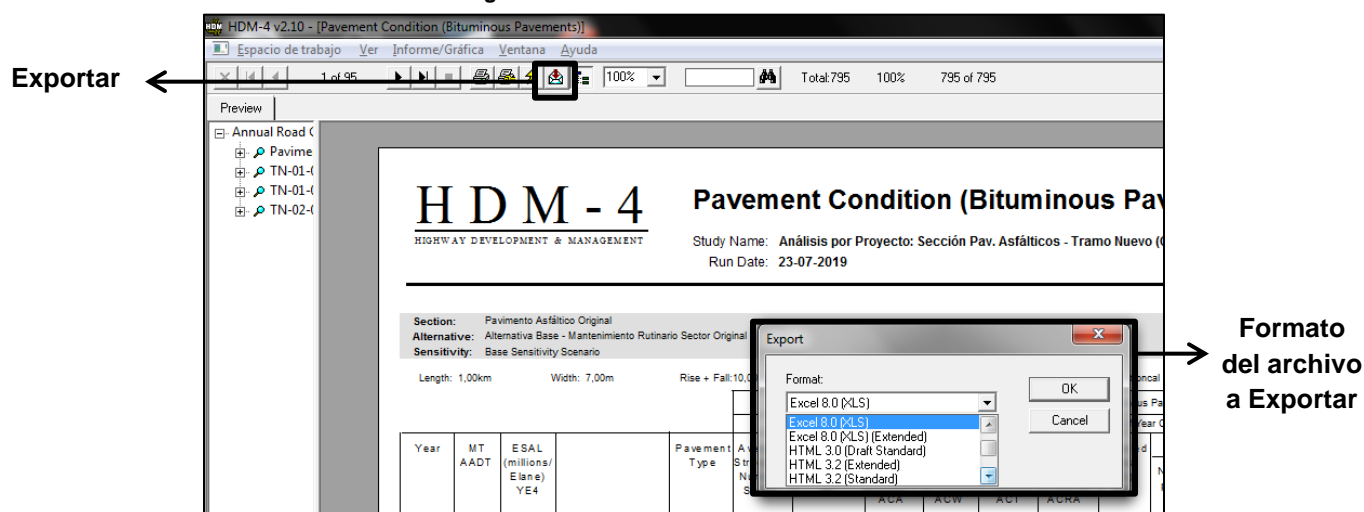 HDM-4 v2.10 - [Pavement Condition (Bituminous Pavements)]
Espacio de trabajo Ver Informe/Gráfica Ventana Ayuda
Exportar
1 of 95 100% Total:795 100% 795 of 795
Preview
Annual Road C
Pavime
TN-01-(
TN-01-(
TN-02-(
HDM-4
HIGHWAY DEVELOPMENT & MANAGEMENT
Pavement Condition (Bituminous Pav
Study Name: Análisis por Proyecto: Sección Pav. Asfálticos - Tramo Nuevo (
Run Date: 23-07-2019
Section: Pavimento Asfáltico Original
Alternative: Alternativa Base - Mantenimiento Rutinario Sector Original
Sensitivity: Base Sensitivity Scenario
Length: 1,00km Width: 7,00m Rise + Fall:10,0
Year MT ESAL Pavement
AADT (millions/ Type
Elane)
YE4
ACA ACW ACT ACRA
Export
Format:
Excel 8.0 (XLS)
Excel 8.0 (XLS)
Excel 8.0 (XLS) (Extended)
HTML 3.0 (Draft Standard)
HTML 3.2 (Extended)
HTML 3.2 (Standard)
OK
Cancel
Formato
del archivo
a Exportar